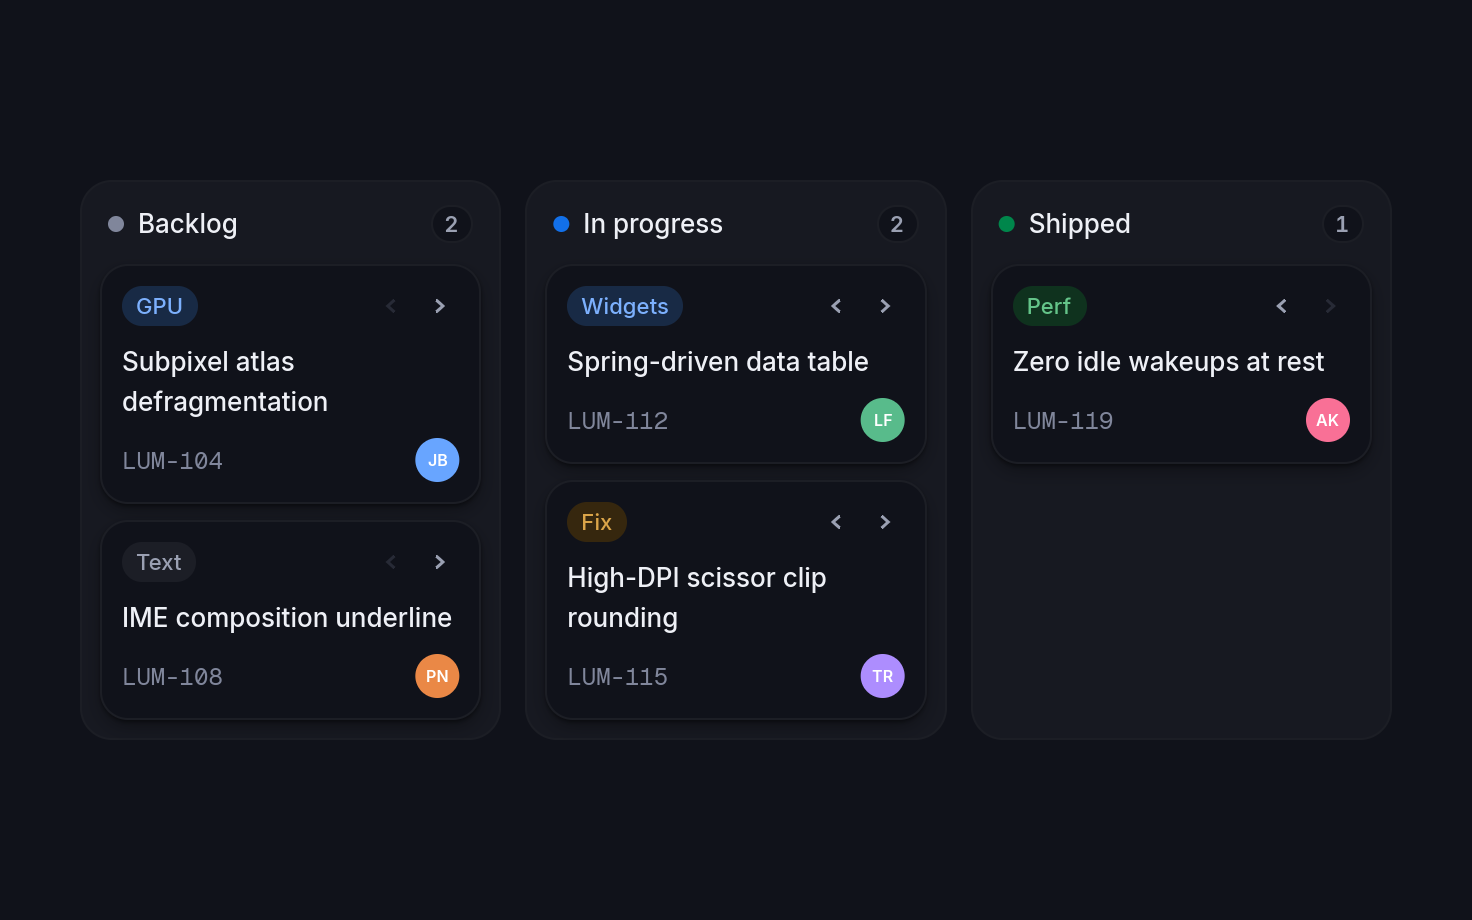 Backlog
2
GPU
Subpixel atlas
defragmentation
LUM-104
JB
Text
IME composition underline
LUM-108
PN
In progress
2
Widgets
Spring-driven data table
LUM-112
LF
Fix
High-DPI scissor clip
rounding
LUM-115
TR
Shipped
1
Perf
Zero idle wakeups at rest
LUM-119
AK